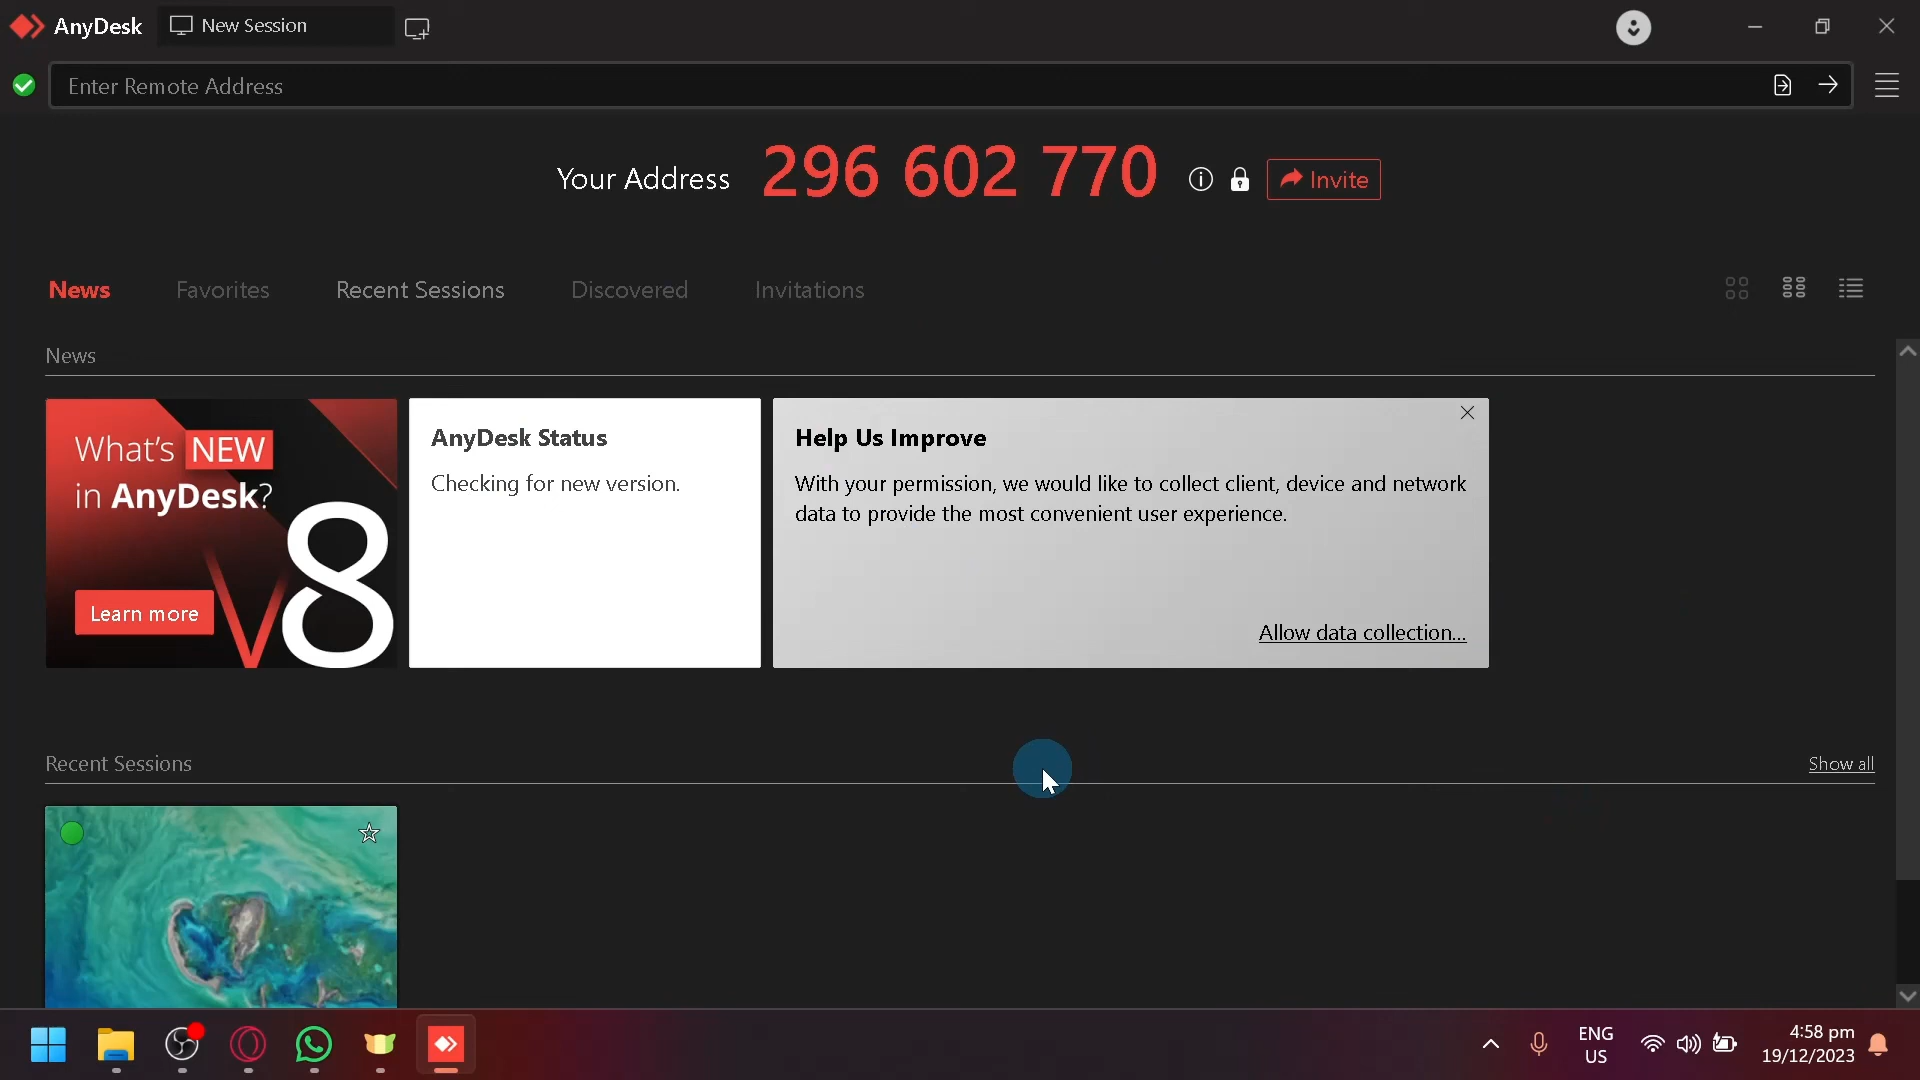 AnyDesk
New Session
Enter Remote Address
Your Address 296 602 770 Invite
News Favorites Recent Sessions Discovered Invitations
News
What's NEW
in AnyDesk?
V8
Learn more
AnyDesk Status
Checking for new version.
Help Us Improve
With your permission, we would like to collect client, device and network
data to provide the most convenient user experience.
Allow data collection...
Recent Sessions
Show all
ENG
US
4:58 pm
19/12/2023